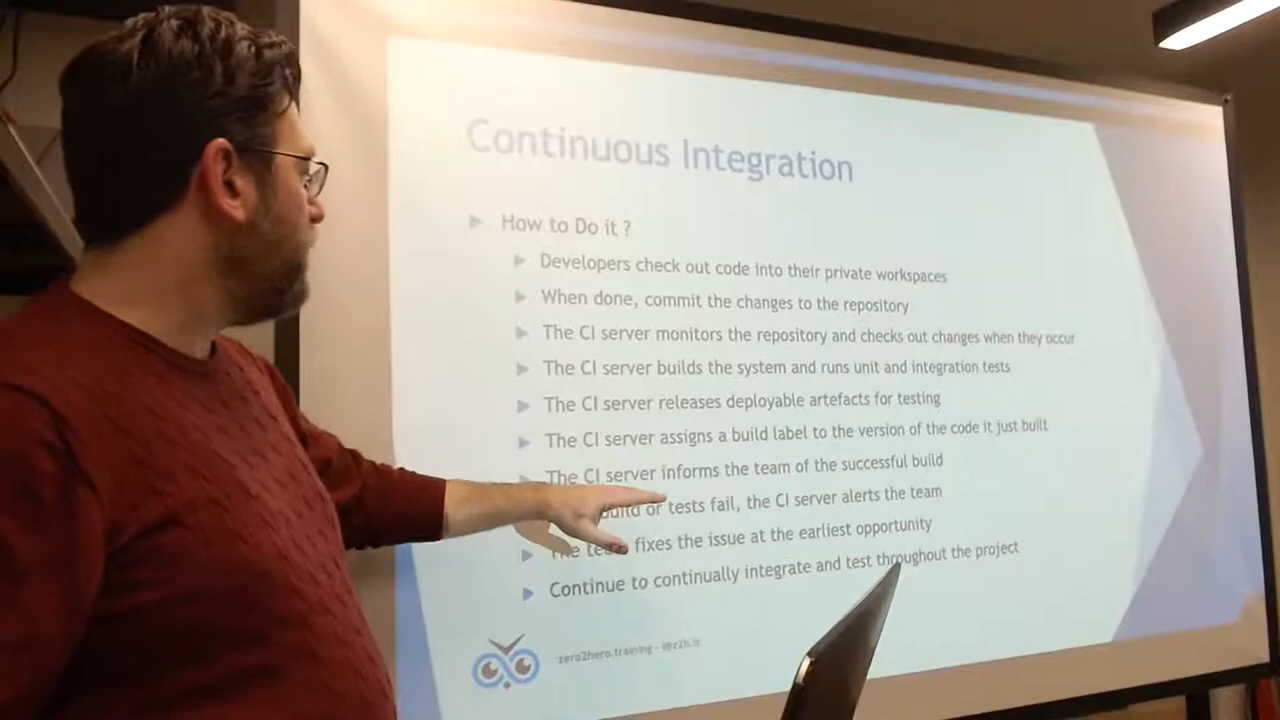 Continuous Integration
How to Do it ?
Developers check out code into their private workspaces
When done, commit the changes to the repository
The CI server monitors the repository and checks out changes when they occur
The CI server builds the system and runs unit and integration tests
The CI server releases deployable artefacts for testing
The CI server assigns a build label to the version of the code it just built
The CI server informs the team of the successful build
build or tests fail, the CI server alerts the team
The team fixes the issue at the earliest opportunity
Continue to continually integrate and test throughout the project
zero2hero.training - i@z2h.it